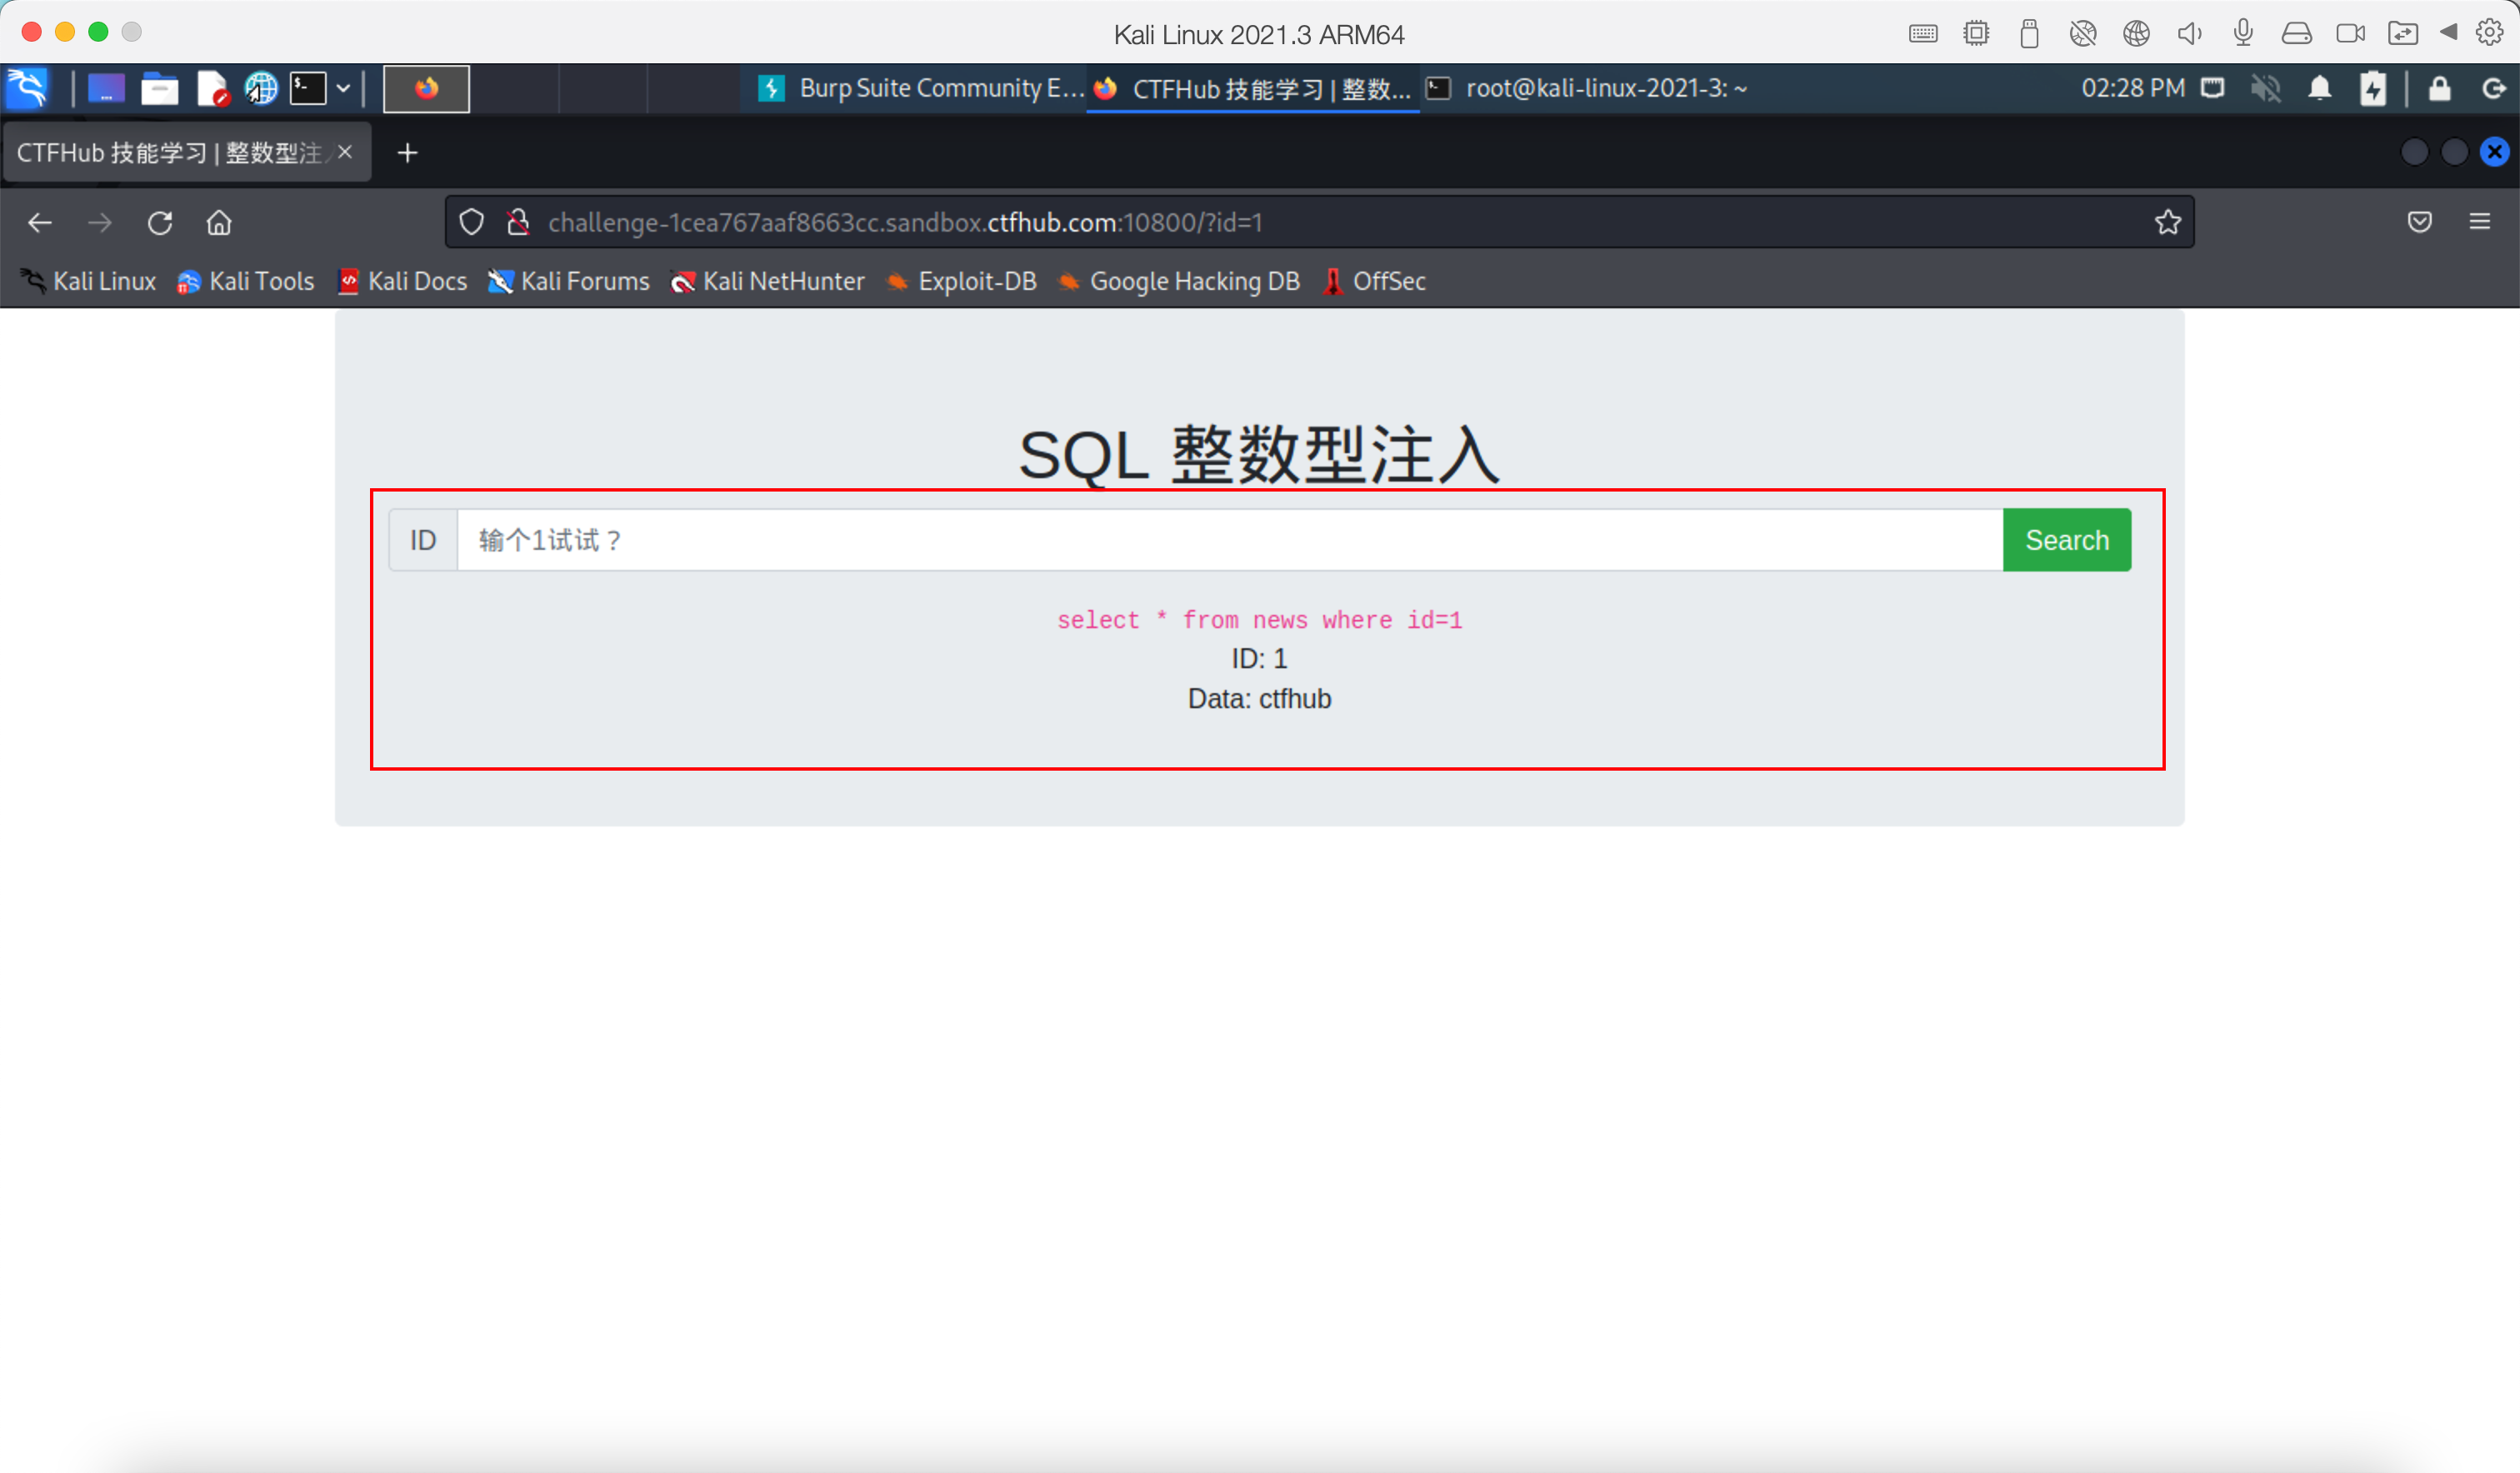 Kali Linux 2021.3 ARM64
Burp Suite Community E... CTFHub 技能学习 | 整数... root@kali-linux-2021-3: ~ 02:28 PM
CTFHub 技能学习 | 整数型注
challenge-1cea767aaf8663cc.sandbox.ctfhub.com:10800/?id=1
Kali Linux Kali Tools Kali Docs Kali Forums Kali NetHunter Exploit-DB Google Hacking DB OffSec
SQL 整数型注入
ID 输个1试试？ Search
select * from news where id=1
ID: 1
Data: ctfhub